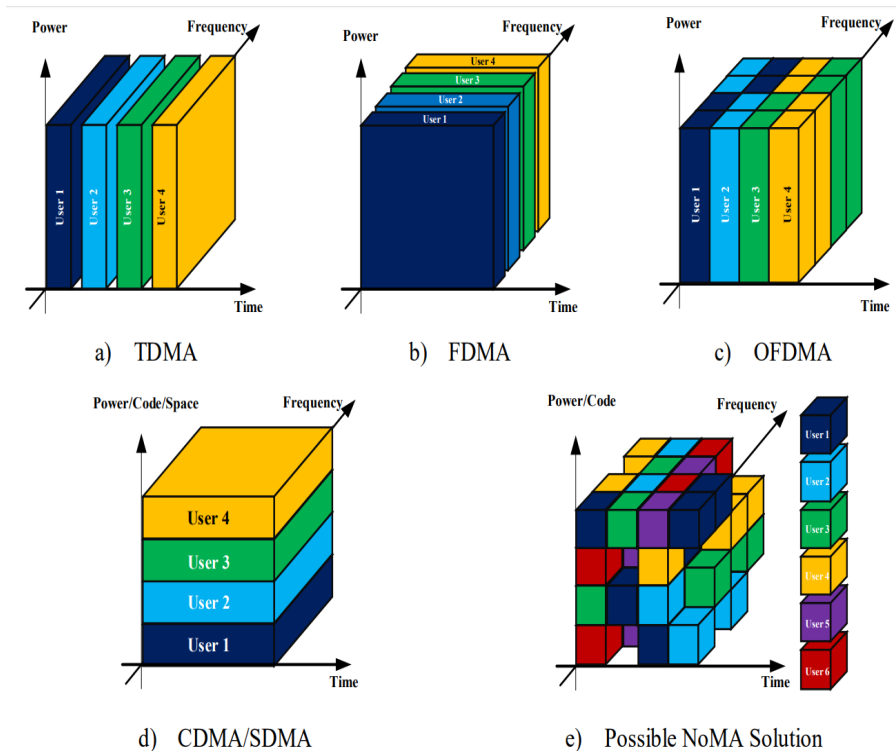 Power
Frequency
User 1
User 2
User 3
User 4
Time
a) TDMA
Power
Frequency
User 4
User 3
User 2
User 1
Time
b) FDMA
Power
Frequency
User 1
User 2
User 3
User 4
Time
c) OFDMA
Power/Code/Space
Frequency
User 4
User 3
User 2
User 1
Time
d) CDMA/SDMA
Power/Code
Frequency
Time
User 1
User 2
User 3
User 4
User 5
User 6
e) Possible NoMA Solution